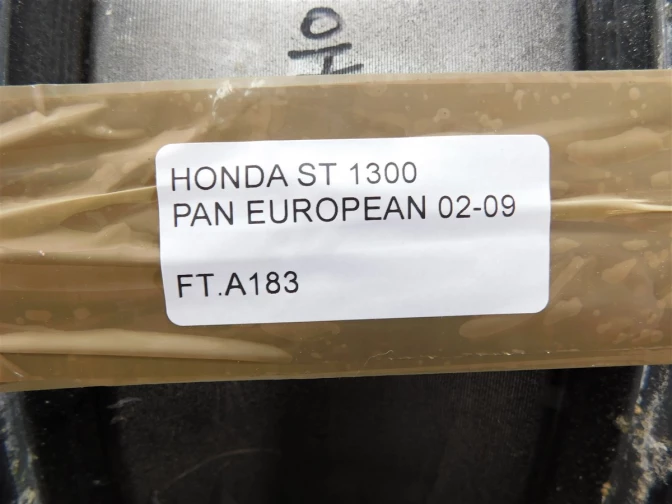 HONDA ST 1300
PAN EUROPEAN 02-09
FT.A183